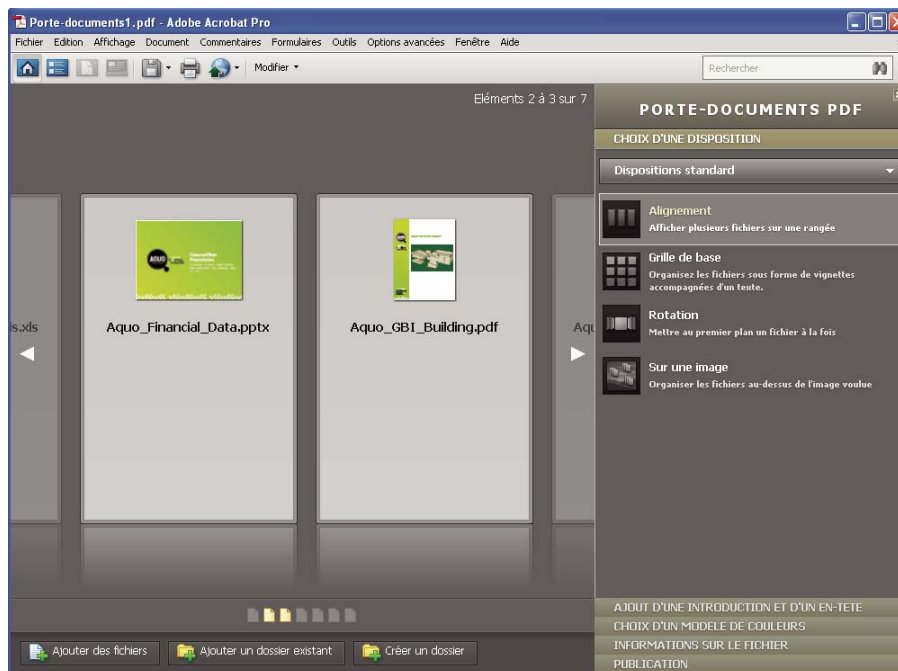 Porte-documents1.pdf - Adobe Acrobat Pro
Fichier Edition Affichage Document Commentaires Formulaires Outils Options avancées Fenêtre Aide
Modifier
Rechercher
Eléments 2 à 3 sur 7
is.xls
Aquo_Financial_Data.pptx
Aquo_GBI_Building.pdf
Aqu
AQUO
PORTE-DOCUMENTS PDF
CHOIX D'UNE DISPOSITION
Dispositions standard
Alignement
Afficher plusieurs fichiers sur une rangée
Grille de base
Organisez les fichiers sous forme de vignettes
accompagnées d'un texte.
Rotation
Mettre au premier plan un fichier à la fois
Sur une image
Organiser les fichiers au-dessus de l'image voulue
AJOUT D'UNE INTRODUCTION ET D'UN EN-TETE
CHOIX D'UN MODELE DE COULEURS
INFORMATIONS SUR LE FICHIER
PUBLICATION
Ajouter des fichiers
Ajouter un dossier existant
Créer un dossier